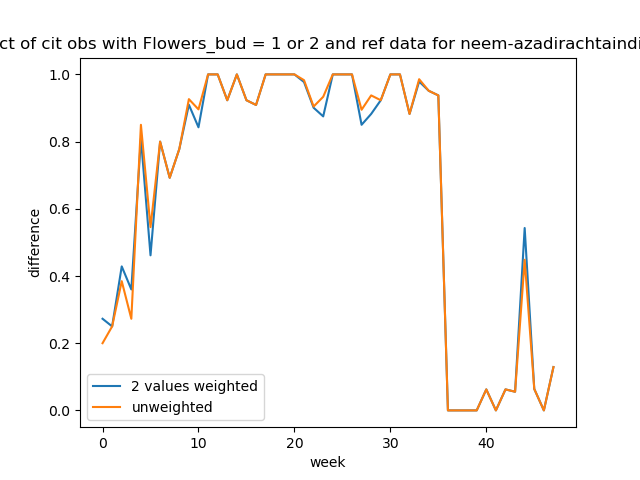 ct of cit obs with Flowers_bud = 1 or 2 and ref data for neem-azadirachtaindi
1.0
0.8
0.6
0.4
0.2
0.0
difference
2 values weighted
unweighted
0 10 20 30 40
week